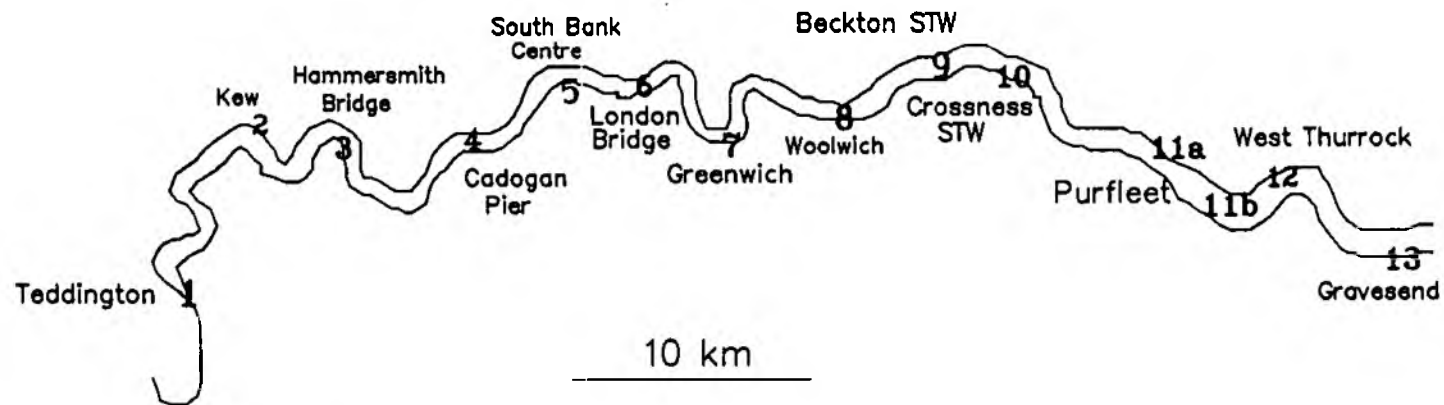 Teddington
1
Kew
2
Hammersmith
Bridge
3
4
Cadogan
Pier
South Bank
Centre
5
6
London
Bridge
7
Greenwich
8
Woolwich
Beckton STW
9
10
Crossness
STW
11a
Purfleet
11b
West Thurrock
12
13
Gravesend
10 km